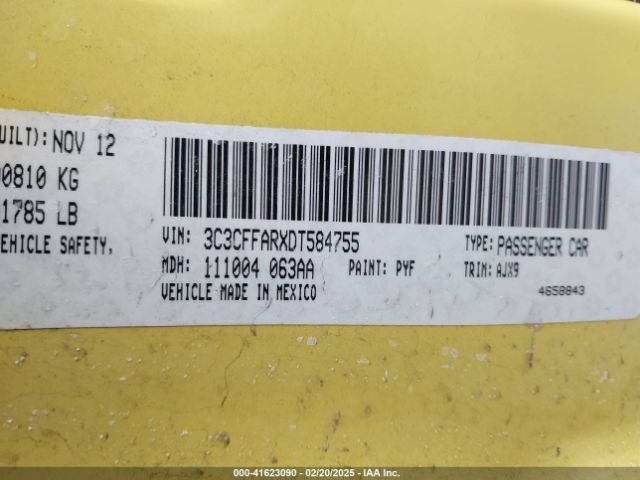 UILT): NOV 12
0810 KG
1785 LB
EHICLE SAFETY.
VIN: 3C3CFFARXDT584755 TYPE: PASSENGER CAR
MDH: 111004 063AA PAINT: PYF TRIM: AJX9
VEHICLE MADE IN MEXICO 4658843
000-41623090 - 02/20/2025 - IAA Inc.